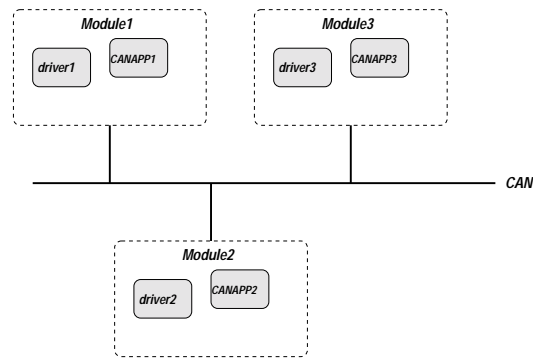 Module1
driver1
CANAPP1
Module3
driver3
CANAPP3
CAN
Module2
driver2
CANAPP2